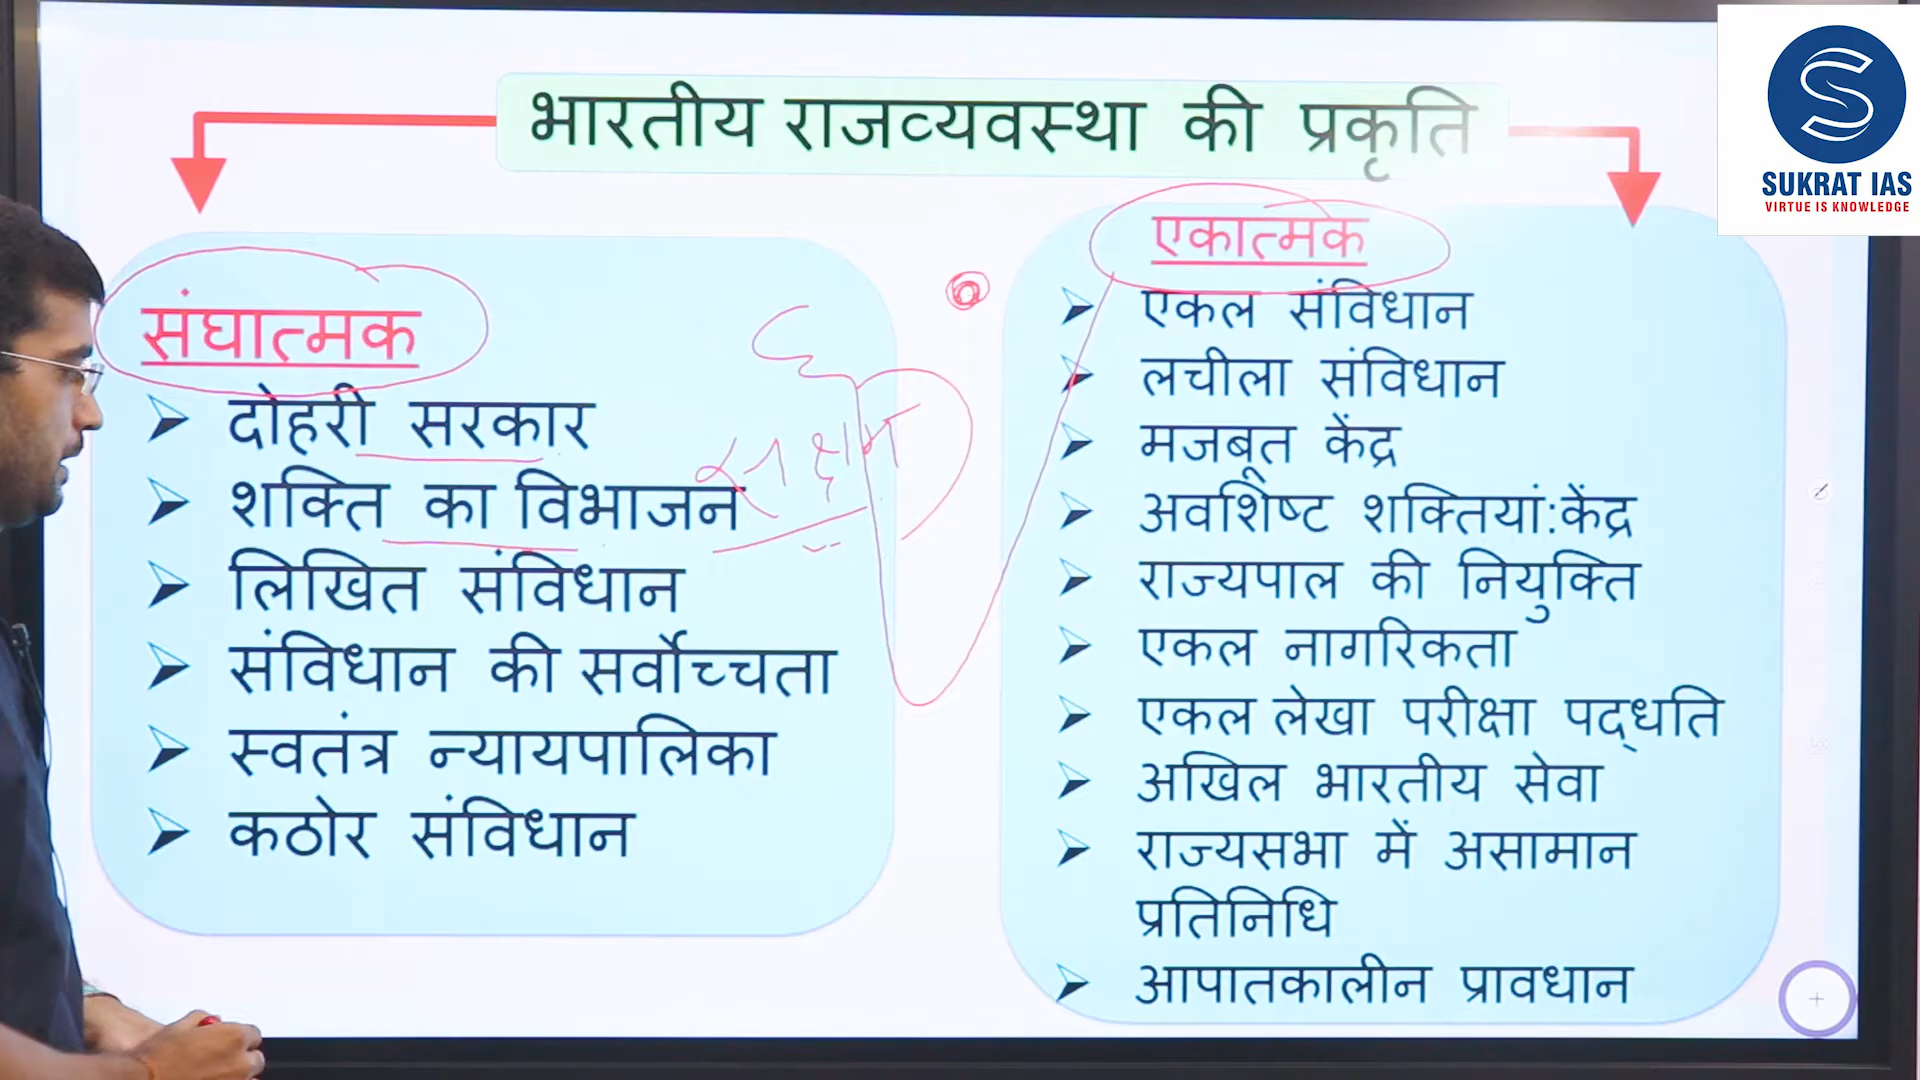 भारतीय राजव्यवस्था की प्रकृति
SUKRAT IAS
VIRTUE IS KNOWLEDGE
संघात्मक
दोहरी सरकार
शक्ति का विभाजन
लिखित संविधान
संविधान की सर्वोच्चता
स्वतंत्र न्यायपालिका
कठोर संविधान
एकात्मक
एकल संविधान
लचीला संविधान
मजबूत केंद्र
अवशिष्ट शक्तियां:केंद्र
राज्यपाल की नियुक्ति
एकल नागरिकता
एकल लेखा परीक्षा पद्धति
अखिल भारतीय सेवा
राज्यसभा में असामान
प्रतिनिधि
आपातकालीन प्रावधान